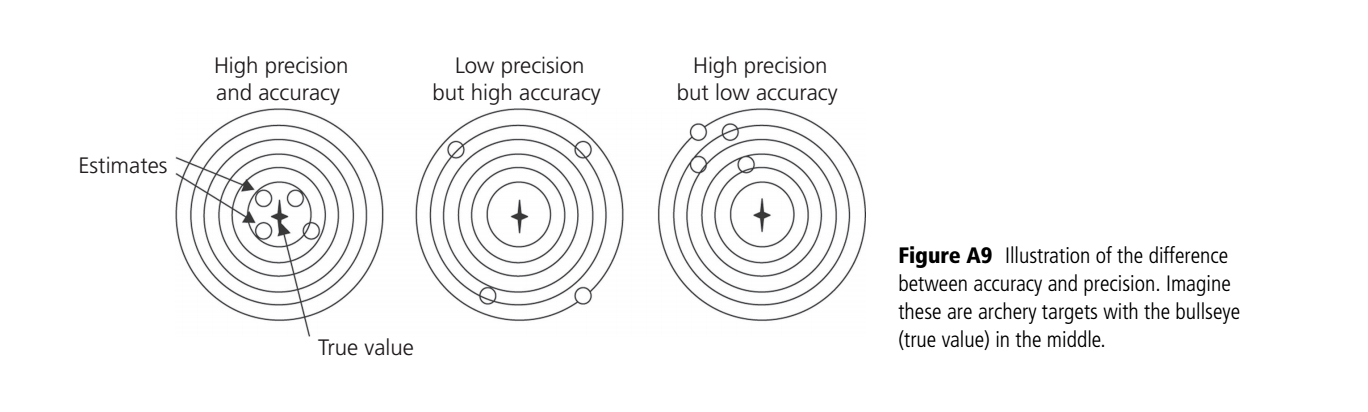 High precision
and accuracy
Low precision
but high accuracy
High precision
but low accuracy
Estimates
True value
Figure A9 Illustration of the difference
between accuracy and precision. Imagine
these are archery targets with the bullseye
(true value) in the middle.